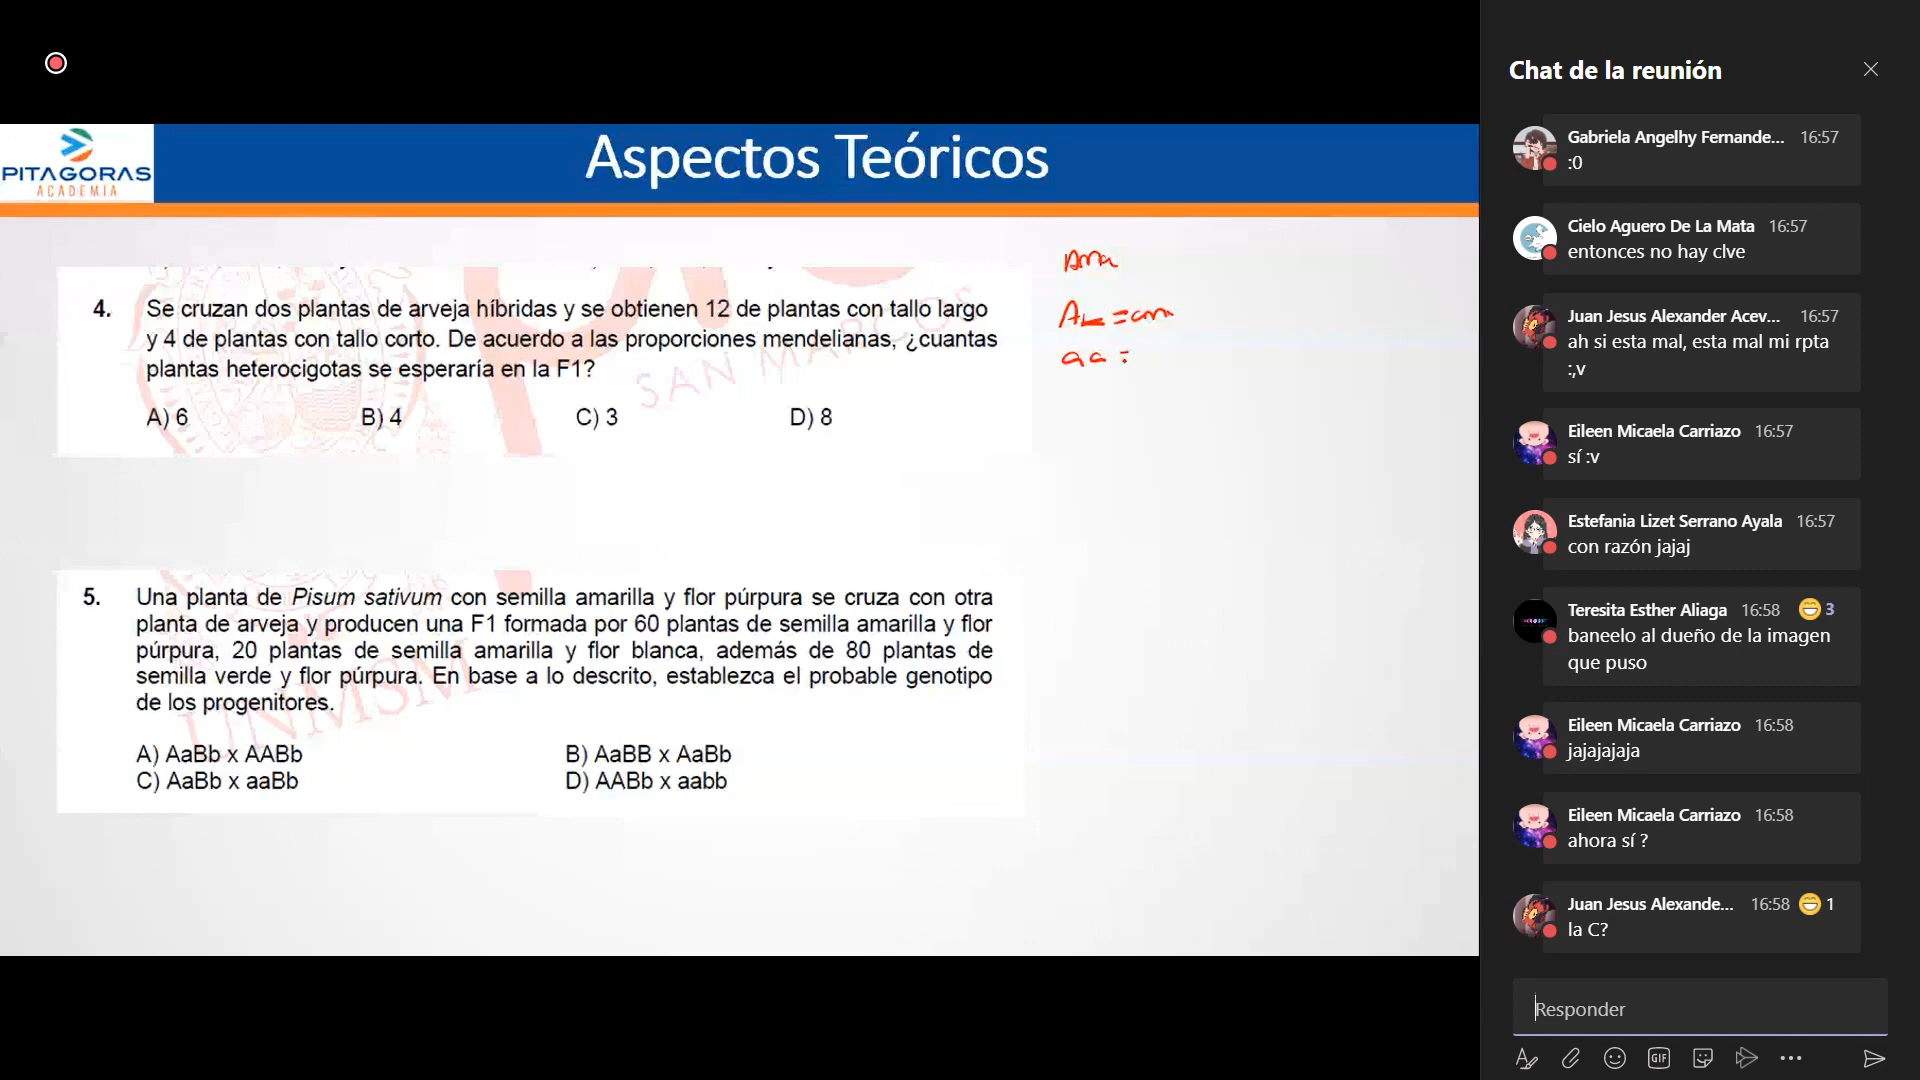 PITAGORAS
ACADEMIA
Aspectos Teóricos
4. Se cruzan dos plantas de arveja híbridas y se obtienen 12 de plantas con tallo largo
y 4 de plantas con tallo corto. De acuerdo a las proporciones mendelianas, ¿cuantas
plantas heterocigotas se esperaría en la F1?
A) 6 B) 4 C) 3 D) 8
SAN MARCOS
5. Una planta de Pisum sativum con semilla amarilla y flor púrpura se cruza con otra
planta de arveja y producen una F1 formada por 60 plantas de semilla amarilla y flor
púrpura, 20 plantas de semilla amarilla y flor blanca, además de 80 plantas de
semilla verde y flor púrpura. En base a lo descrito, establezca el probable genotipo
de los progenitores.
UNMSM
A) AaBb x AABb B) AaBB x AaBb
C) AaBb x aaBb D) AABb x aabb
Chat de la reunión
Gabriela Angelhy Fernande... 16:57
:0
Cielo Aguero De La Mata 16:57
entonces no hay clve
Juan Jesus Alexander Acev... 16:57
ah si esta mal, esta mal mi rpta
:,v
Eileen Micaela Carriazo 16:57
sí :v
Estefania Lizet Serrano Ayala 16:57
con razón jajaj
Teresita Esther Aliaga 16:58 3
baneelo al dueño de la imagen
que puso
Eileen Micaela Carriazo 16:58
jajajajaja
Eileen Micaela Carriazo 16:58
ahora sí ?
Juan Jesus Alexande... 16:58 1
la C?
Responder
GIF